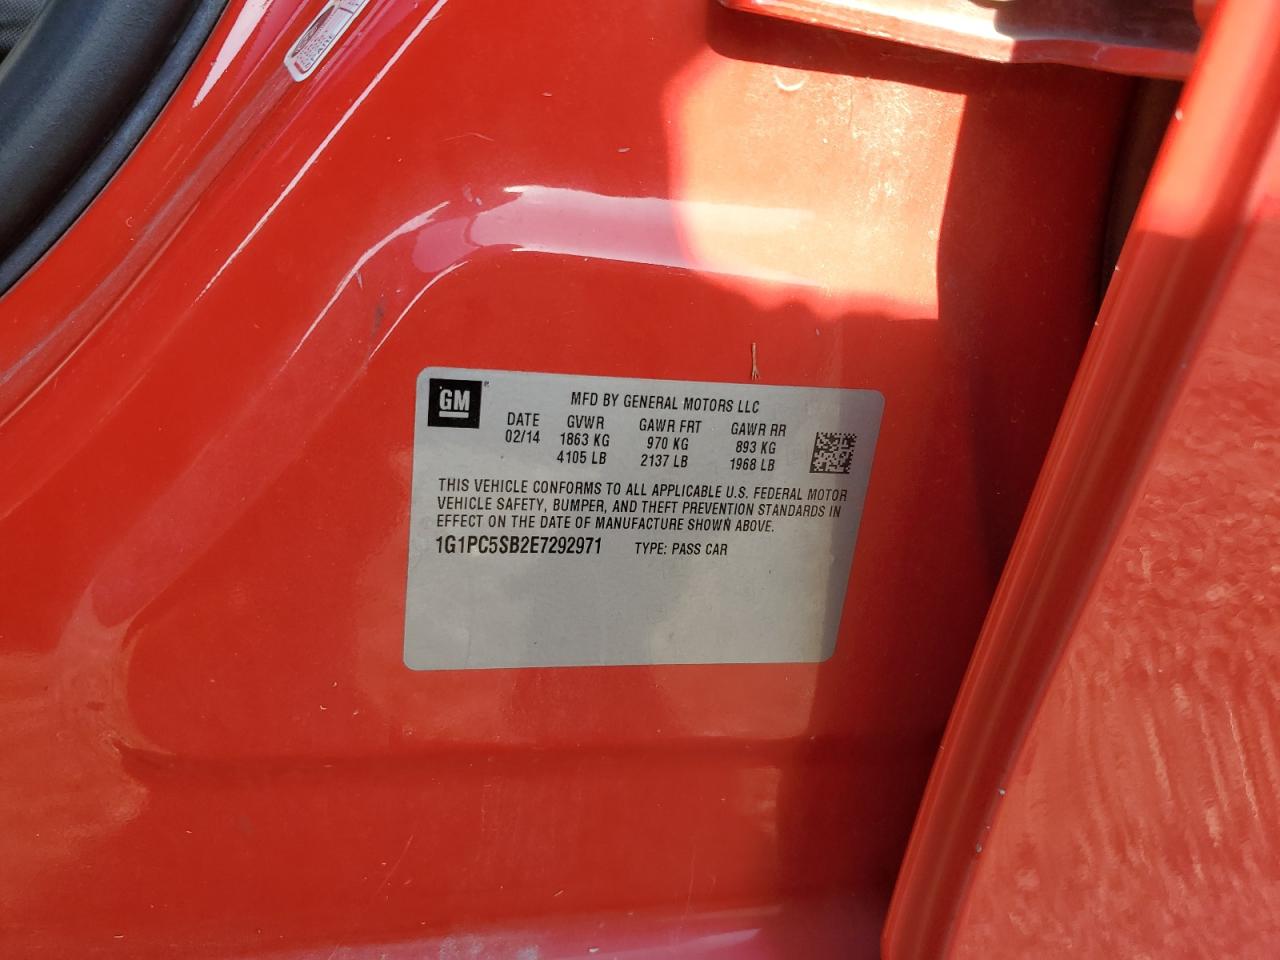 GM
MFD BY GENERAL MOTORS LLC
DATE GVWR GAWR FRT GAWR RR
02/14 1863 KG 970 KG 893 KG
4105 LB 2137 LB 1968 LB
THIS VEHICLE CONFORMS TO ALL APPLICABLE U.S. FEDERAL MOTOR
VEHICLE SAFETY, BUMPER, AND THEFT PREVENTION STANDARDS IN
EFFECT ON THE DATE OF MANUFACTURE SHOWN ABOVE.
1G1PC5SB2E7292971 TYPE: PASS CAR